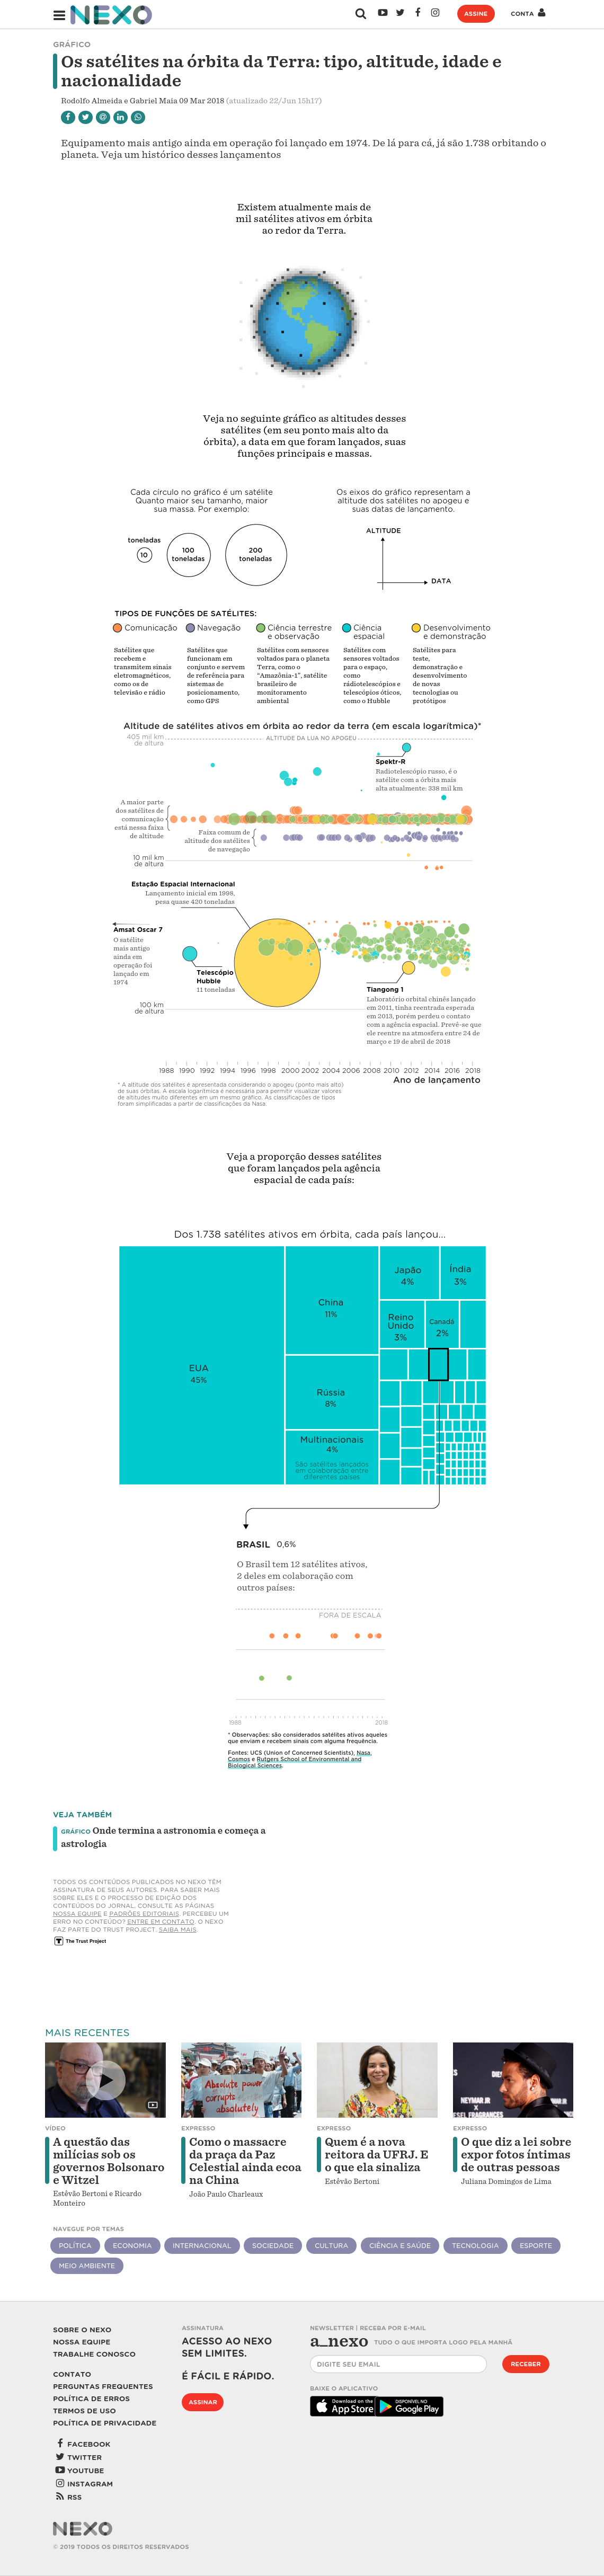 NEXO
ASSINE
CONTA
GRÁFICO
Os satélites na órbita da Terra: tipo, altitude, idade e
nacionalidade
Rodolfo Almeida e Gabriel Maia 09 Mar 2018 (atualizado 22/Jun 15h17)
Equipamento mais antigo ainda em operação foi lançado em 1974. De lá para cá, já são 1.738 orbitando o
planeta. Veja um histórico desses lançamentos
Existem atualmente mais de
mil satélites ativos em órbita
ao redor da Terra.
Veja no seguinte gráfico as altitudes desses
satélites (em seu ponto mais alto da
órbita), a data em que foram lançados, suas
funções principais e massas.
Cada círculo no gráfico é um satélite
Quanto maior seu tamanho, maior
sua massa. Por exemplo:
toneladas
10
100
toneladas
200
toneladas
Os eixos do gráfico representam a
altitude dos satélites no apogeu e
suas datas de lançamento.
ALTITUDE
DATA
TIPOS DE FUNÇÕES DE SATÉLITES:
Comunicação
Satélites que
recebem e
transmitem sinais
eletromagnéticos,
como os de
televisão e rádio
Navegação
Satélites que
funcionam em
conjunto e servem
de referência para
sistemas de
posicionamento,
como GPS
Ciência terrestre
e observação
Satélites com sensores
voltados para o planeta
Terra, como o
"Amazônia-1", satélite
brasileiro de
monitoramento
ambiental
Ciência
espacial
Satélites com
sensores voltados
para o espaço,
como
rádiotelescópios e
telescópios óticos,
como o Hubble
Desenvolvimento
e demonstração
Satélites para
teste,
demonstração e
desenvolvimento
de novas
tecnologias ou
protótipos
Altitude de satélites ativos em órbita ao redor da terra (em escala logarítmica)*
405 mil km
de altura
ALTITUDE DA LUA NO APOGEU
Spektr-R
Radiotelescópio russo, é o
satélite com a órbita mais
alta atualmente: 338 mil km
A maior parte
dos satélites de
comunicação
está nessa faixa
de altitude
Faixa comum de
altitude dos satélites
de navegação
10 mil km
de altura
Estação Espacial Internacional
Lançamento inicial em 1998,
pesa quase 420 toneladas
Amsat Oscar 7
O satélite
mais antigo
ainda em
operação foi
lançado em
1974
Telescópio
Hubble
11 toneladas
Tiangong 1
Laboratório orbital chinês lançado
em 2011, tinha reentrada esperada
em 2013, porém perdeu o contato
com a agência espacial. Prevê-se que
ele reentre na atmosfera entre 24 de
março e 19 de abril de 2018
100 km
de altura
1988 1990 1992 1994 1996 1998 2000 2002 2004 2006 2008 2010 2012 2014 2016 2018
Ano de lançamento
* A altitude dos satélites é apresentada considerando o apogeu (ponto mais alto)
de suas órbitas. A escala logarítmica é necessária para permitir visualizar valores
de altitudes muito diferentes em um mesmo gráfico. As classificações de tipos
foram simplificadas a partir de classificações da Nasa.
Veja a proporção desses satélites
que foram lançados pela agência
espacial de cada país:
Dos 1.738 satélites ativos em órbita, cada país lançou...
EUA
45%
China
11%
Rússia
8%
Multinacionais
4%
São satélites lançados
em colaboração entre
diferentes países
Japão
4%
Índia
3%
Reino
Unido
3%
Canadá
2%
BRASIL 0,6%
O Brasil tem 12 satélites ativos,
2 deles em colaboração com
outros países:
FORA DE ESCALA
1988
2018
* Observações: são considerados satélites ativos aqueles
que enviam e recebem sinais com alguma frequência.
Fontes: UCS (Union of Concerned Scientists), Nasa,
Cosmos e Rutgers School of Environmental and
Biological Sciences.
VEJA TAMBÉM
GRÁFICO Onde termina a astronomia e começa a
astrologia
TODOS OS CONTEÚDOS PUBLICADOS NO NEXO TÊM
ASSINATURA DE SEUS AUTORES. PARA SABER MAIS
SOBRE ELES E O PROCESSO DE EDIÇÃO DOS
CONTEÚDOS DO JORNAL, CONSULTE AS PÁGINAS
NOSSA EQUIPE E PADRÕES EDITORIAIS. PERCEBEU UM
ERRO NO CONTEÚDO? ENTRE EM CONTATO. O NEXO
FAZ PARTE DO TRUST PROJECT. SAIBA MAIS.
T The Trust Project
MAIS RECENTES
Absolute power
corrupts
absolutely
NEYMAR JR
VÍDEO
A questão das
milícias sob os
governos Bolsonaro
e Witzel
Estêvão Bertoni e Ricardo
Monteiro
EXPRESSO
Como o massacre
da praça da Paz
Celestial ainda ecoa
na China
João Paulo Charleaux
EXPRESSO
Quem é a nova
reitora da UFRJ. E
o que ela sinaliza
Estêvão Bertoni
EXPRESSO
O que diz a lei sobre
expor fotos íntimas
de outras pessoas
Juliana Domingos de Lima
NAVEGUE POR TEMAS
POLÍTICA
ECONOMIA
INTERNACIONAL
SOCIEDADE
CULTURA
CIÊNCIA E SAÚDE
TECNOLOGIA
ESPORTE
MEIO AMBIENTE
SOBRE O NEXO
NOSSA EQUIPE
TRABALHE CONOSCO
CONTATO
PERGUNTAS FREQUENTES
POLÍTICA DE ERROS
TERMOS DE USO
POLÍTICA DE PRIVACIDADE
FACEBOOK
TWITTER
YOUTUBE
INSTAGRAM
RSS
ASSINATURA
ACESSO AO NEXO
SEM LIMITES.
É FÁCIL E RÁPIDO.
ASSINAR
NEWSLETTER | RECEBA POR E-MAIL
a_nexo TUDO O QUE IMPORTA LOGO PELA MANHÃ
DIGITE SEU EMAIL
RECEBER
BAIXE O APLICATIVO
Download on the
App Store
DISPONÍVEL NO
Google Play
NEXO
© 2019 TODOS OS DIREITOS RESERVADOS